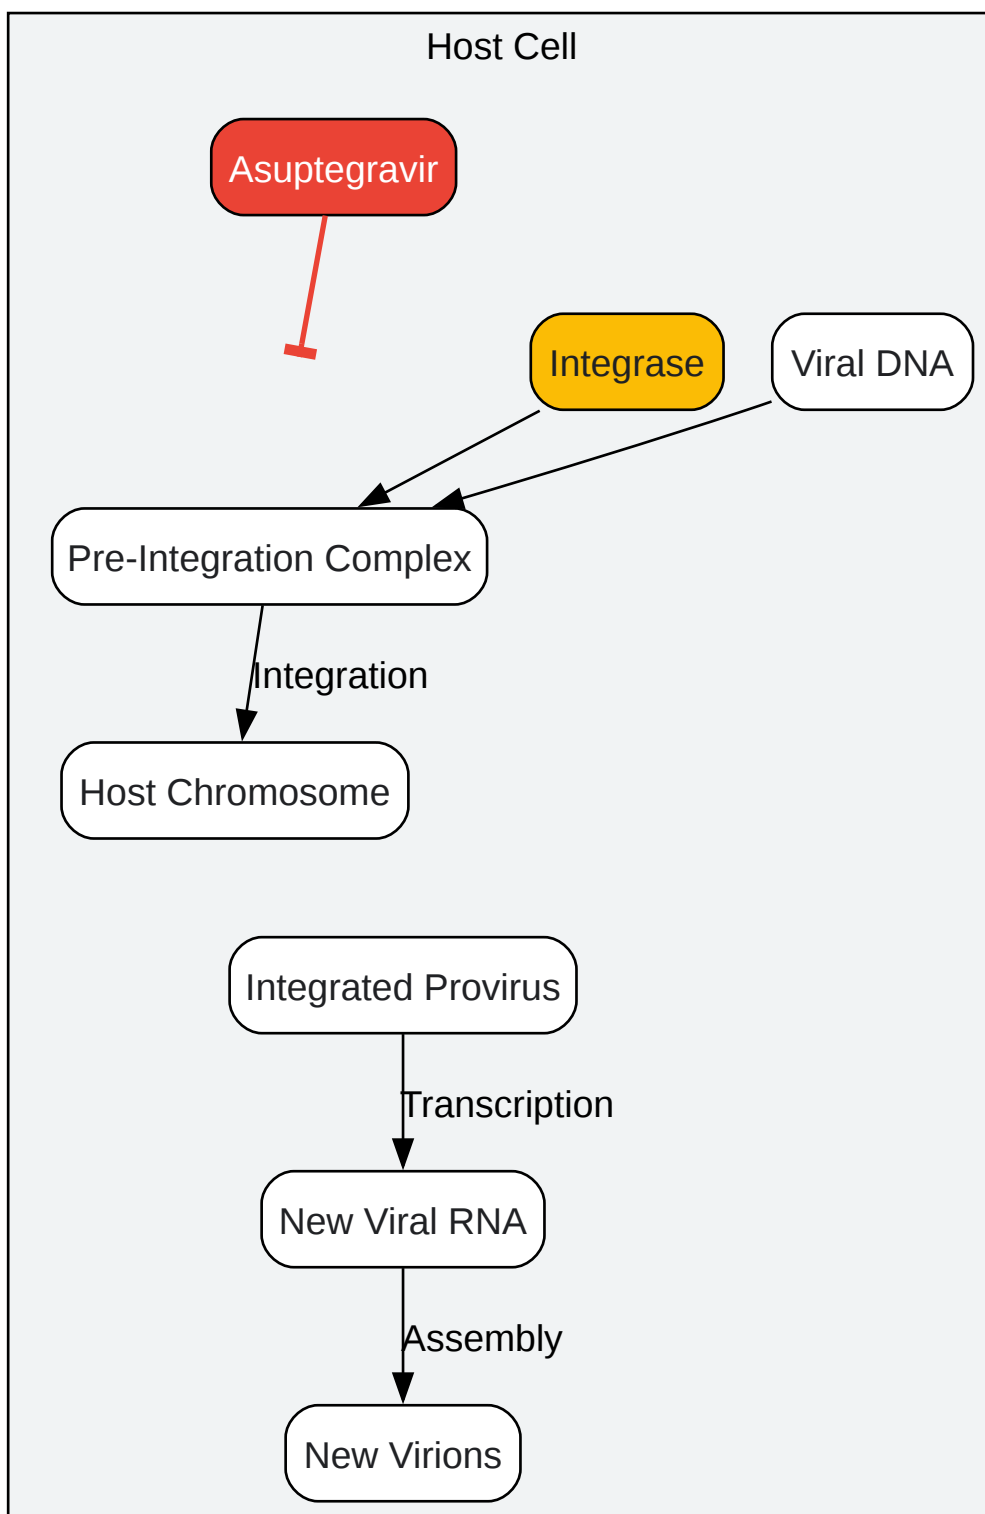 Host Cell
Asuptegravir
Integrase
Viral DNA
Pre-Integration Complex
Integration
Host Chromosome
Integrated Provirus
Transcription
New Viral RNA
Assembly
New Virions